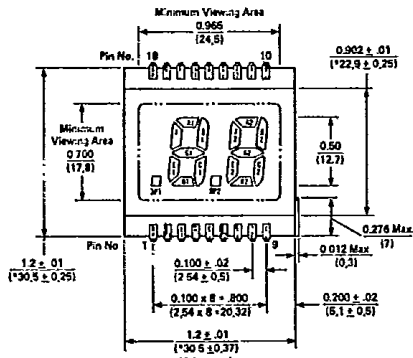 Minimum Viewing Area
0.965
(24,5)
Pin No. 18
10
0.902 ± .01
(*22,9 ± 0,25)
Minimum
Viewing Area
0.700
(17,8)
0.50
(12,7)
DP1
DP2
0.276 Max
(7)
Pin No
1
9
0.012 Max
(0,3)
1.2 ± .01
(*30,5 ± 0,25)
0.100 ± .02
(2 54 ± 0,5)
0.100 x 8 = .800
(2,54 x 8 = 20,32)
0.200 ± .02
(5,1 ± 0,5)
1.2 ± .01
(*30 5 ± 0,37)